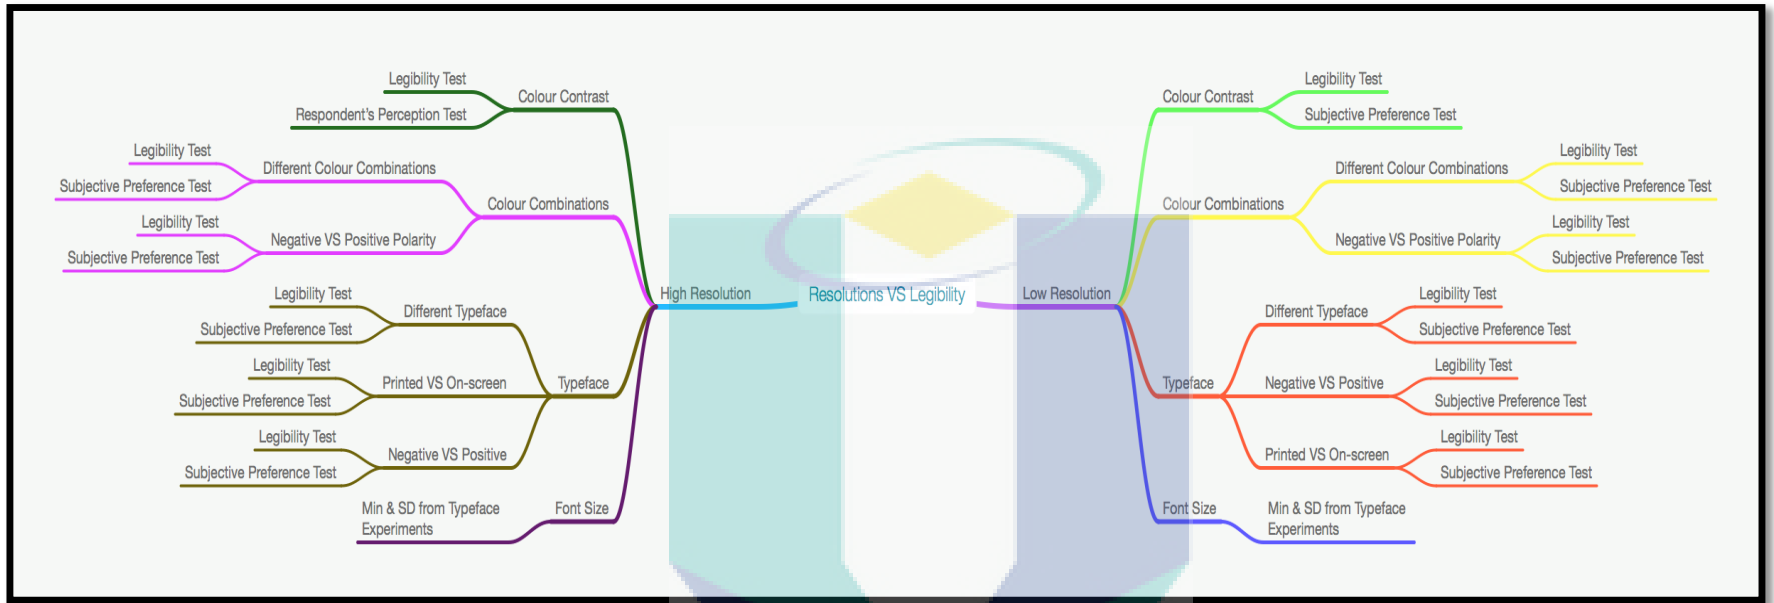 Resolutions VS Legibility
High Resolution
Colour Contrast
Legibility Test
Respondent's Perception Test
Colour Combinations
Different Colour Combinations
Legibility Test
Subjective Preference Test
Negative VS Positive Polarity
Legibility Test
Subjective Preference Test
Typeface
Different Typeface
Legibility Test
Subjective Preference Test
Printed VS On-screen
Legibility Test
Subjective Preference Test
Negative VS Positive
Legibility Test
Subjective Preference Test
Font Size
Min & SD from Typeface
Experiments
Low Resolution
Colour Contrast
Legibility Test
Subjective Preference Test
Colour Combinations
Different Colour Combinations
Legibility Test
Subjective Preference Test
Negative VS Positive Polarity
Legibility Test
Subjective Preference Test
Typeface
Different Typeface
Legibility Test
Subjective Preference Test
Negative VS Positive
Legibility Test
Subjective Preference Test
Printed VS On-screen
Legibility Test
Subjective Preference Test
Font Size
Min & SD from Typeface
Experiments